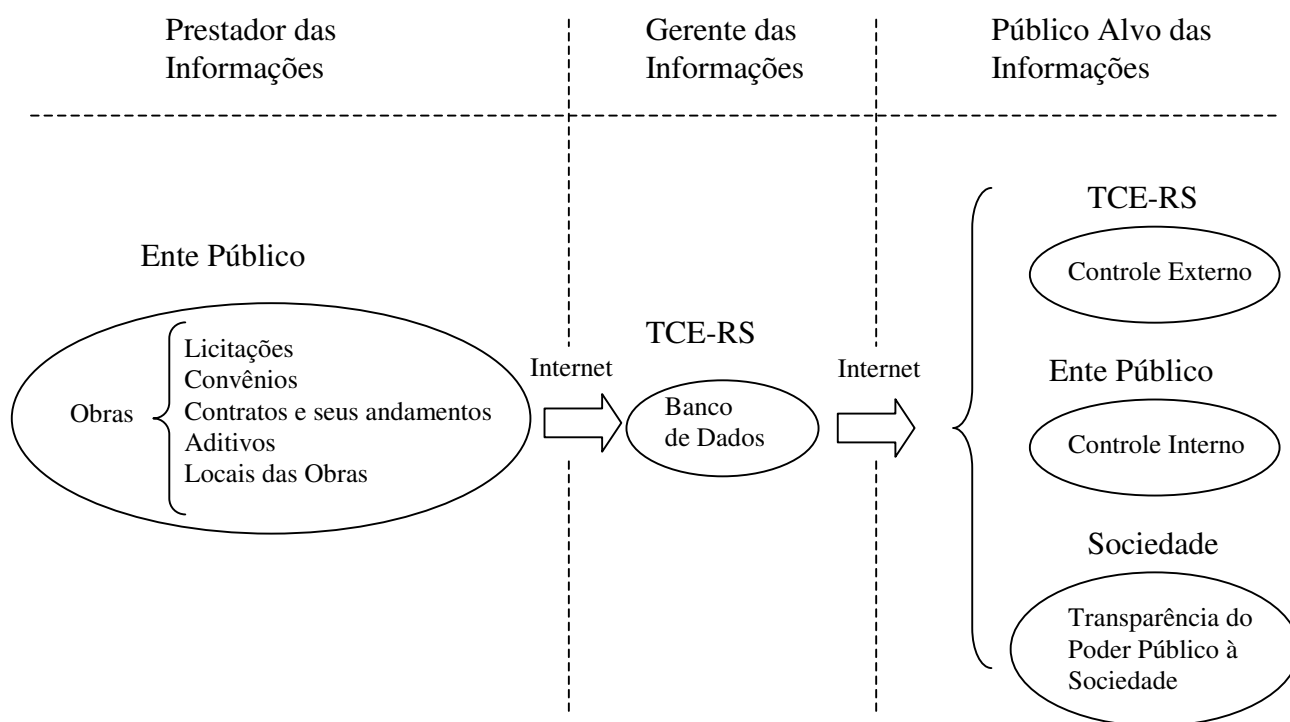 Prestador das
Informações
Gerente das
Informações
Público Alvo das
Informações
Ente Público
Obras
Licitações
Convênios
Contratos e seus andamentos
Aditivos
Locais das Obras
Internet
TCE-RS
Banco
de Dados
Internet
TCE-RS
Controle Externo
Ente Público
Controle Interno
Sociedade
Transparência do
Poder Público à
Sociedade